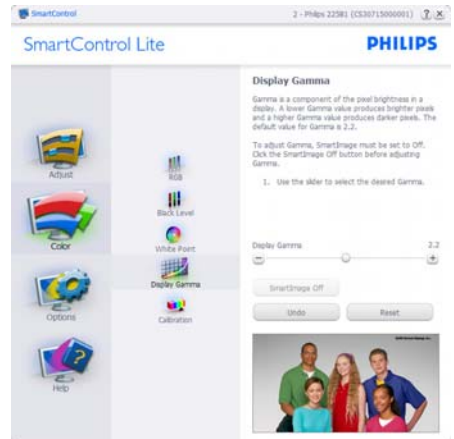 SmartControl
2 - Philips 225B1 (CS30715000001)
SmartControl Lite
PHILIPS
Adjust
Color
Options
Help
RGB
Black Level
White Point
Display Gamma
Calibration
Display Gamma
Gamma is a component of the pixel brightness in a
display. A lower Gamma value produces brighter pixels
and a higher Gamma value produces darker pixels. The
default value for Gamma is 2.2.
To adjust Gamma, SmartImage must be set to Off.
Click the SmartImage Off button before adjusting
Gamma.
1. Use the slider to select the desired Gamma.
Display Gamma
2.2
SmartImage Off
Undo
Reset